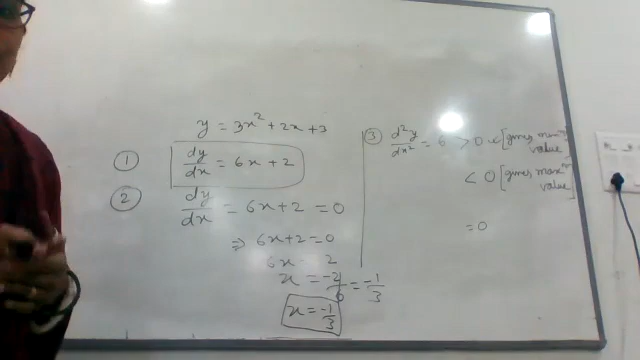 y = 3x² + 2x + 3
① dy/dx = 6x + 2
② dy/dx = 6x + 2 = 0
⇒ 6x + 2 = 0
6x 2
x = -2/6 = -1/3
x = -1/3
③ d²y/dx² = 6 > 0 [gives value
< 0 [gives max^m value]
= 0